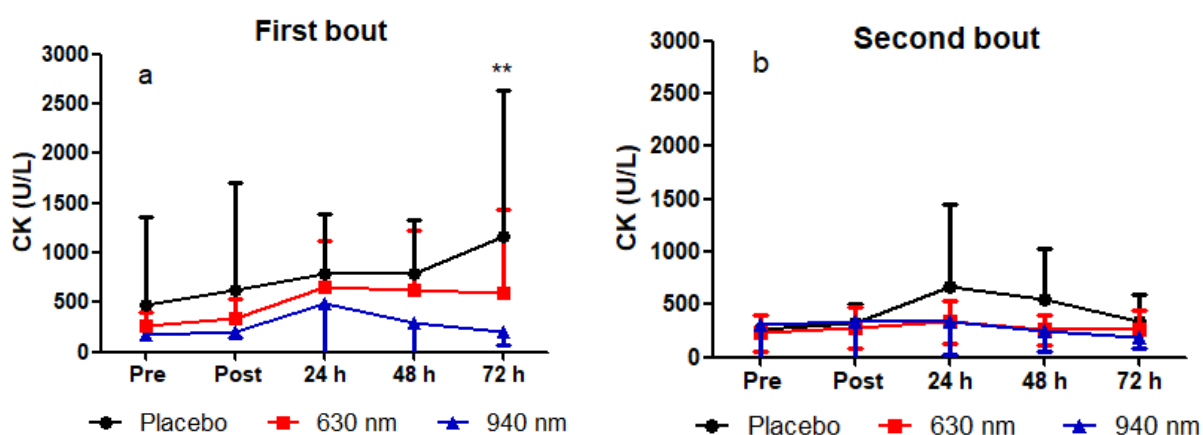 First bout
a
**
CK (U/L)
3000
2500
2000
1500
1000
500
0
Pre Post 24 h 48 h 72 h
Placebo 630 nm 940 nm
Second bout
b
CK (U/L)
3000
2500
2000
1500
1000
500
0
Pre Post 24 h 48 h 72 h
Placebo 630 nm 940 nm